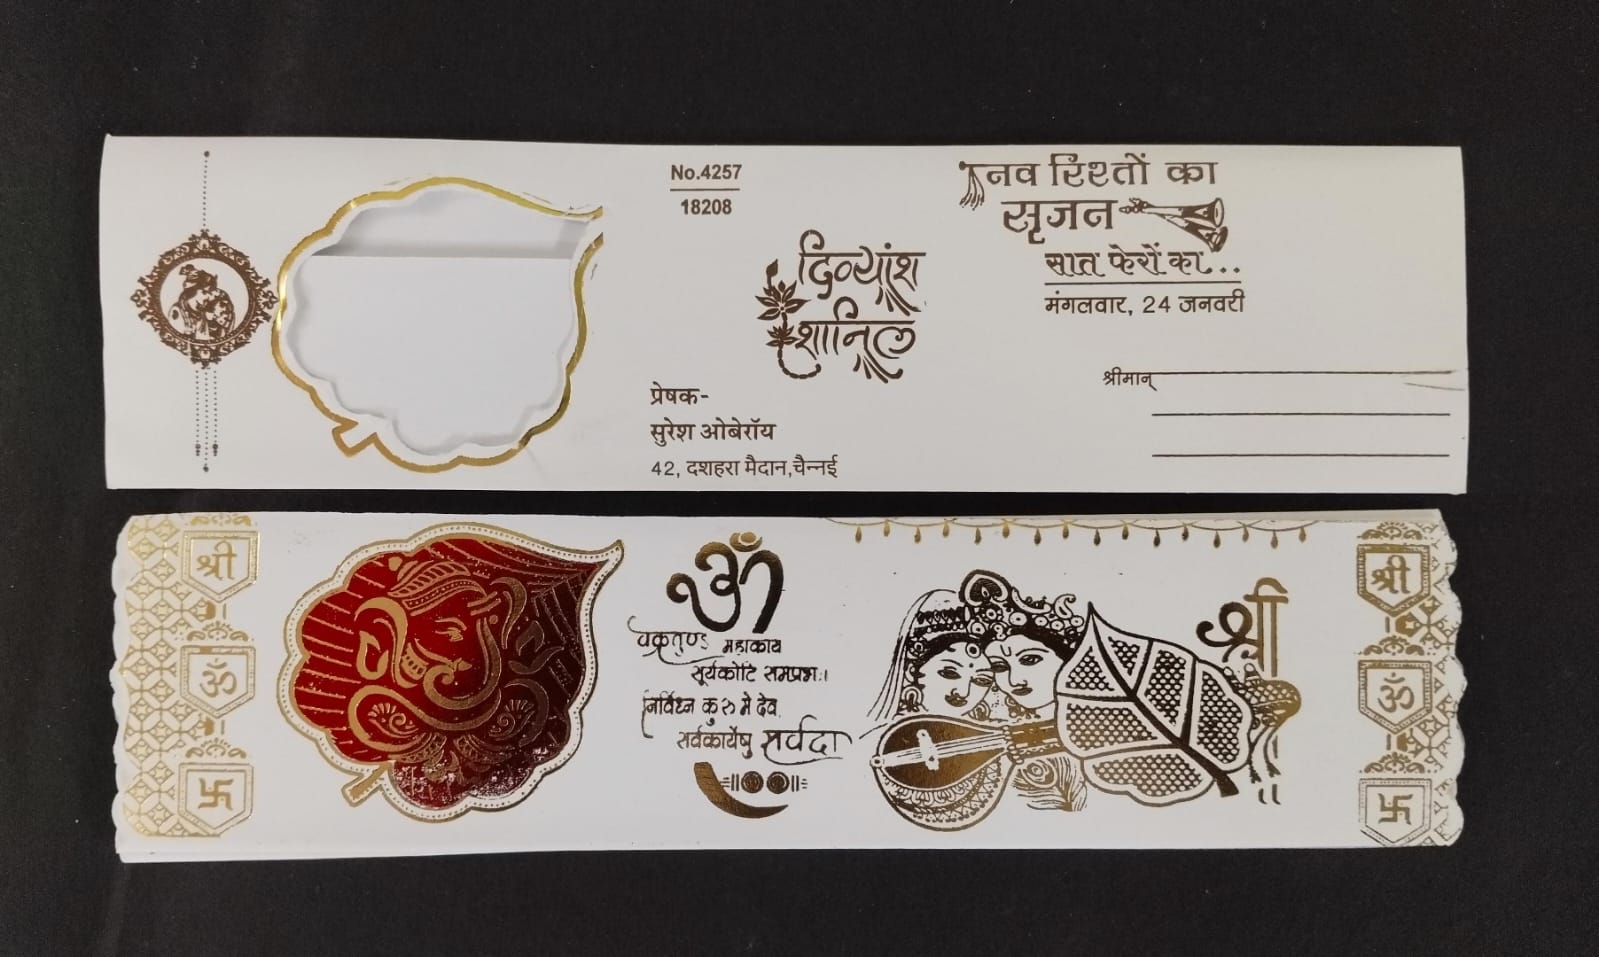 No.4257
18208
नव रिश्तों का
सृजन
सात फेरों का...
मंगलवार, 24 जनवरी
दिव्यांश
शानिल
श्रीमान्
प्रेषक-
सुरेश ओबेरॉय
42, दशहरा मैदान,चैन्नई
श्री
ॐ
卐
ॐ
वक्रतुण्ड महाकाय
सूर्यकोटि समप्रभः।
निर्विघ्न कुरु मे देव
सर्वकार्येषु सर्वदा
श्री
श्री
ॐ
卐